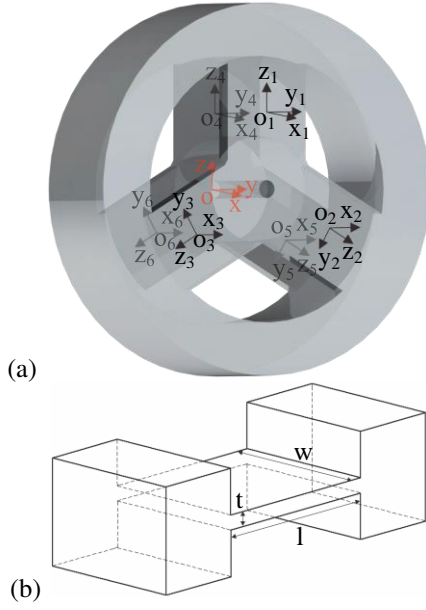 z₄ z₁
y₄ y₁
o₄ x₄ o₁ x₁
z y
o x
y₆ y₃ x₆ x₃ o₂ x₂
z₆ o₆ z₃ o₃ o₅ x₅ y₅ z₅ y₂ z₂
(a)
w
t
l
(b)